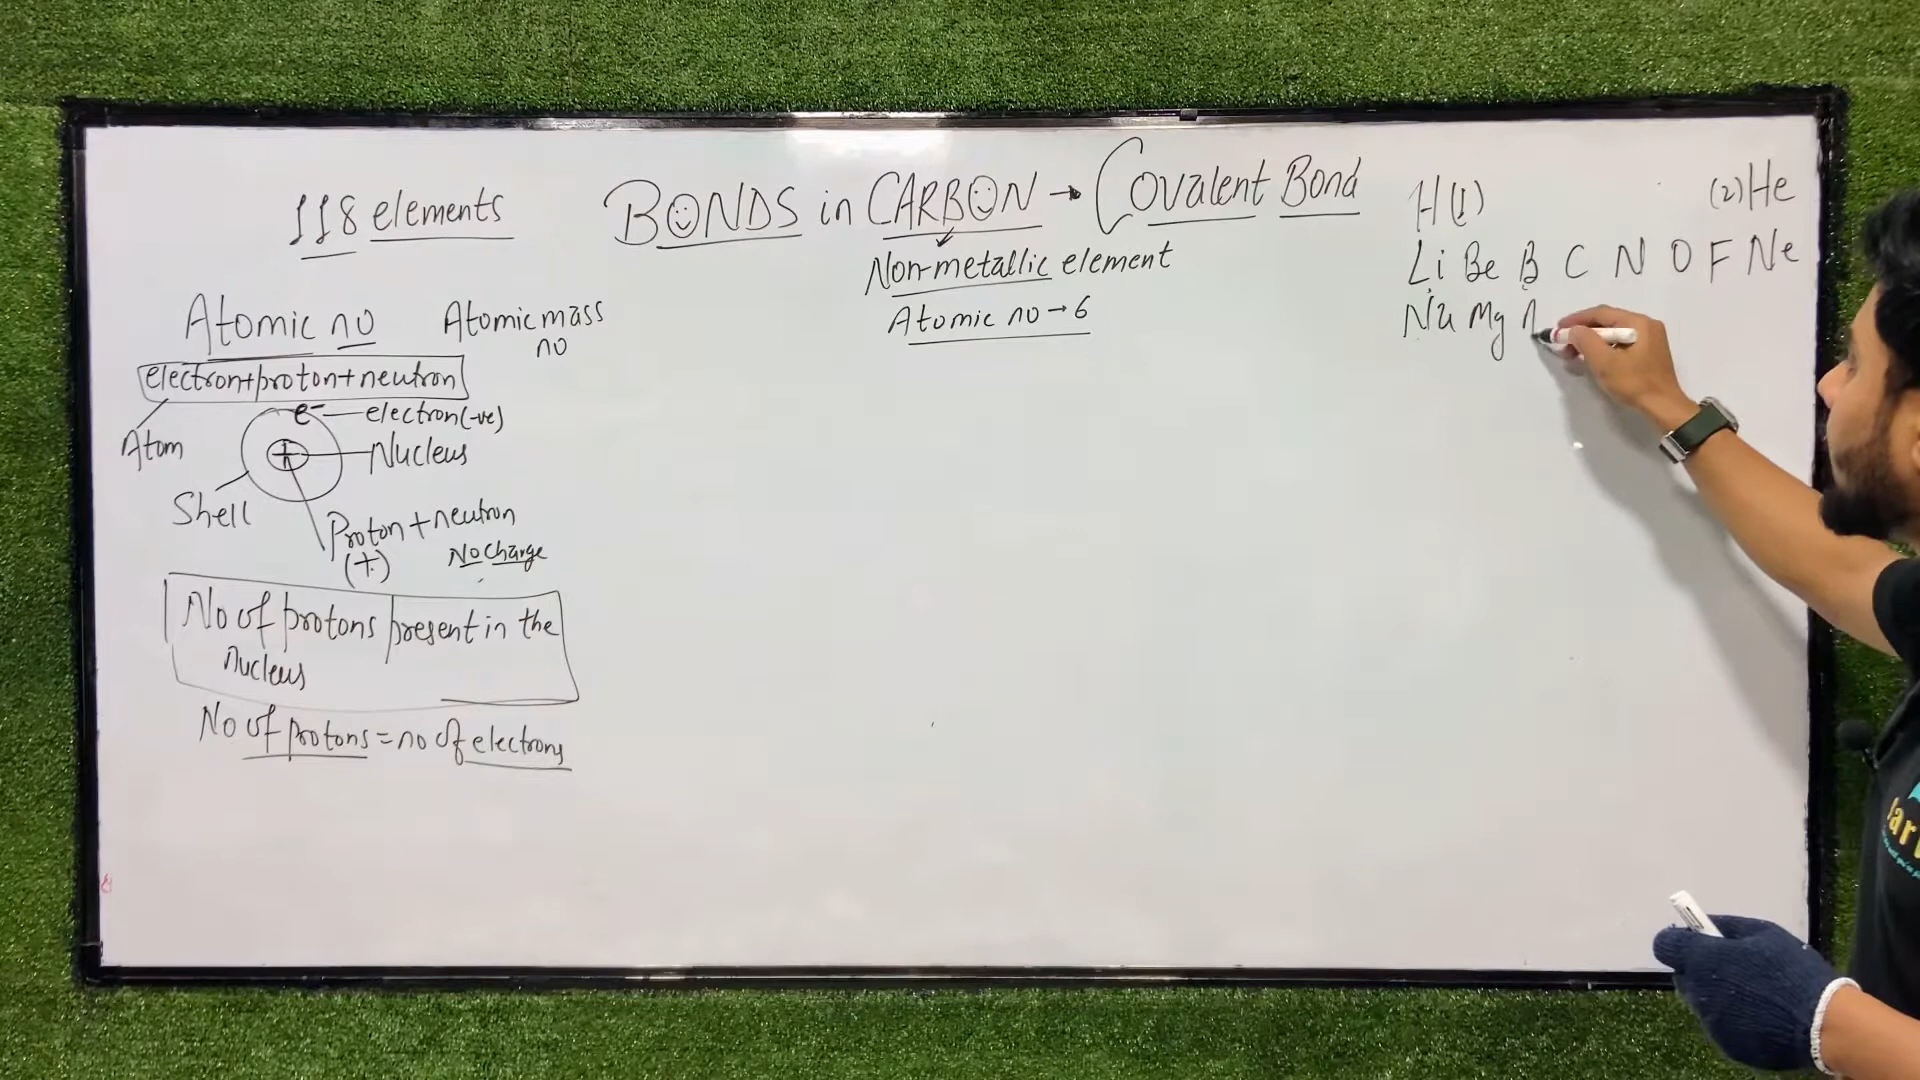 118 elements
BONDS in CARBON → Covalent Bond
Non-metallic element
Atomic no → 6
Atomic no
Atomic mass no
electron+proton+neutron
Atom
e-
electron(-ve)
+
Nucleus
Shell
Proton + neutron
(+)
No Charge
No of protons present in the
nucleus
No of protons = no of electrons
H(1) (2)He
Li Be B C N O F Ne
Na Mg